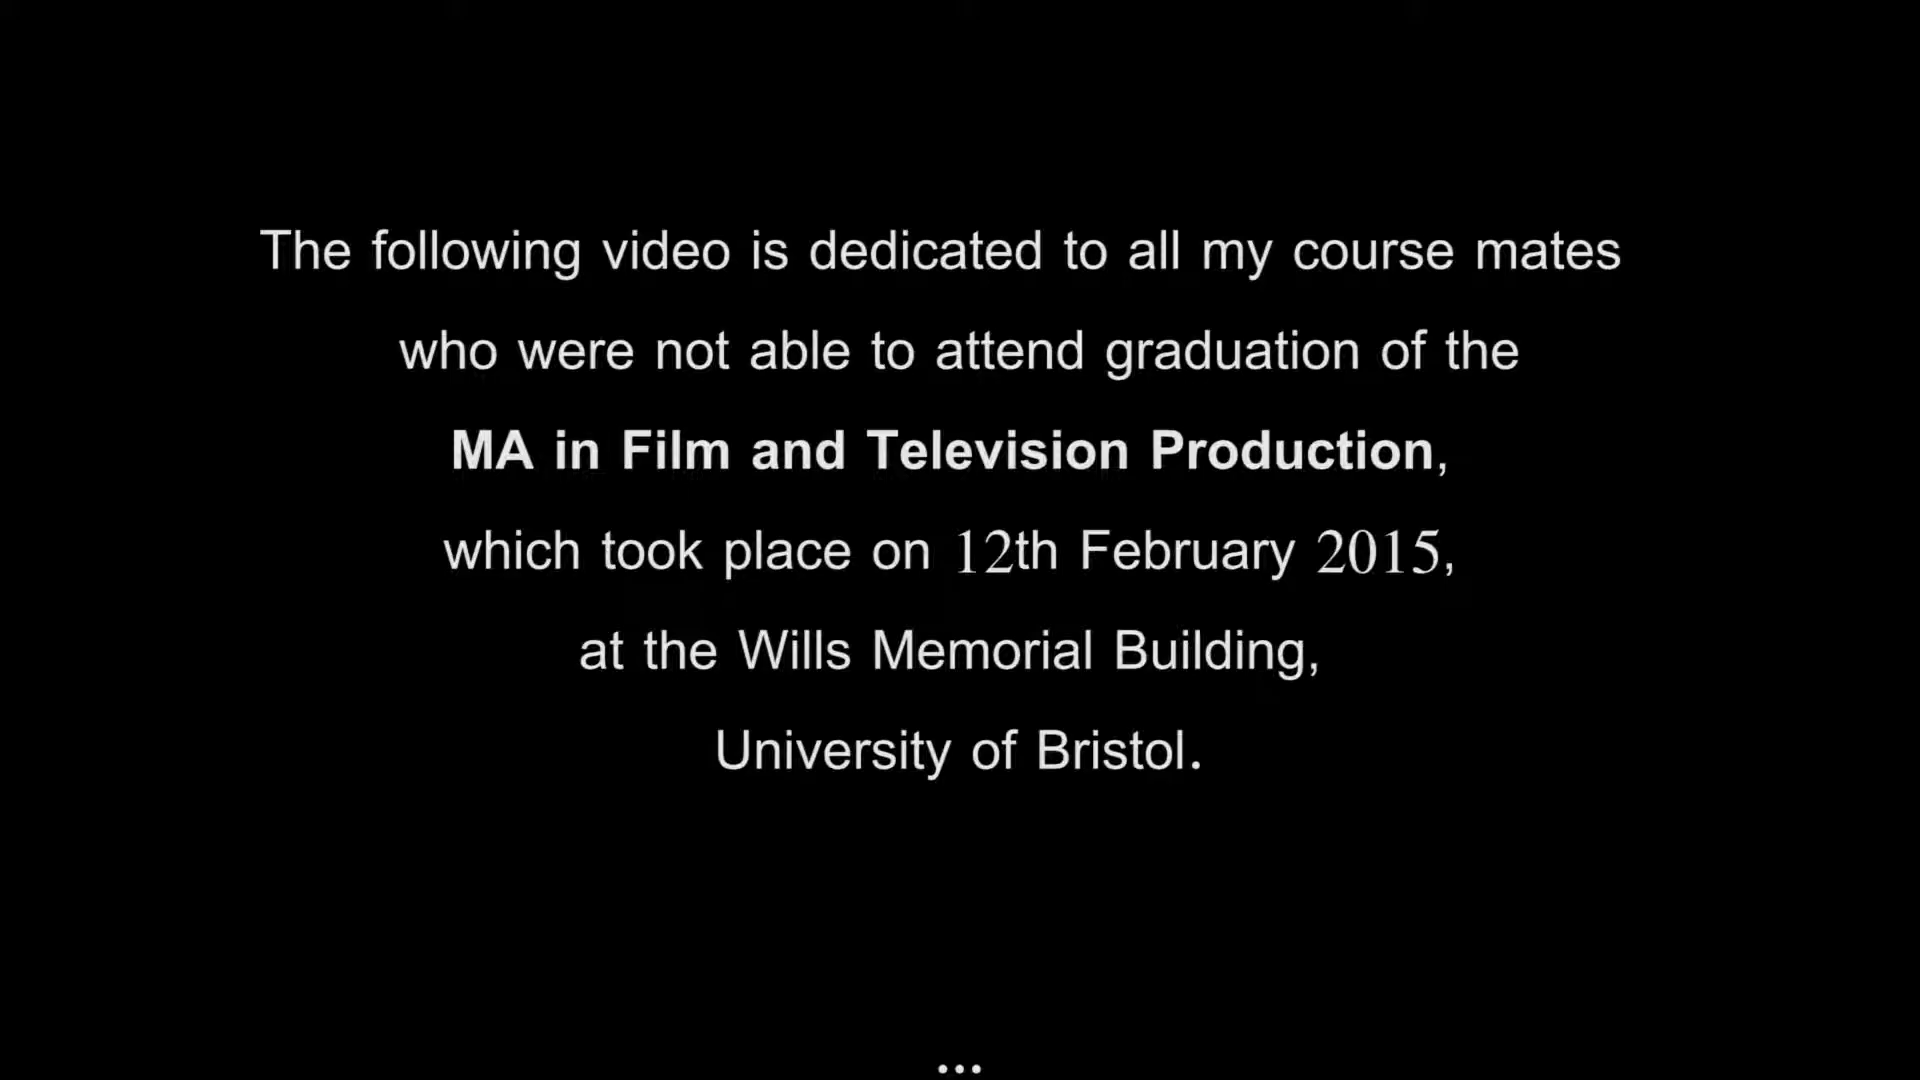 The following video is dedicated to all my course mates
who were not able to attend graduation of the
MA in Film and Television Production,
which took place on 12th February 2015,
at the Wills Memorial Building,
University of Bristol.
...